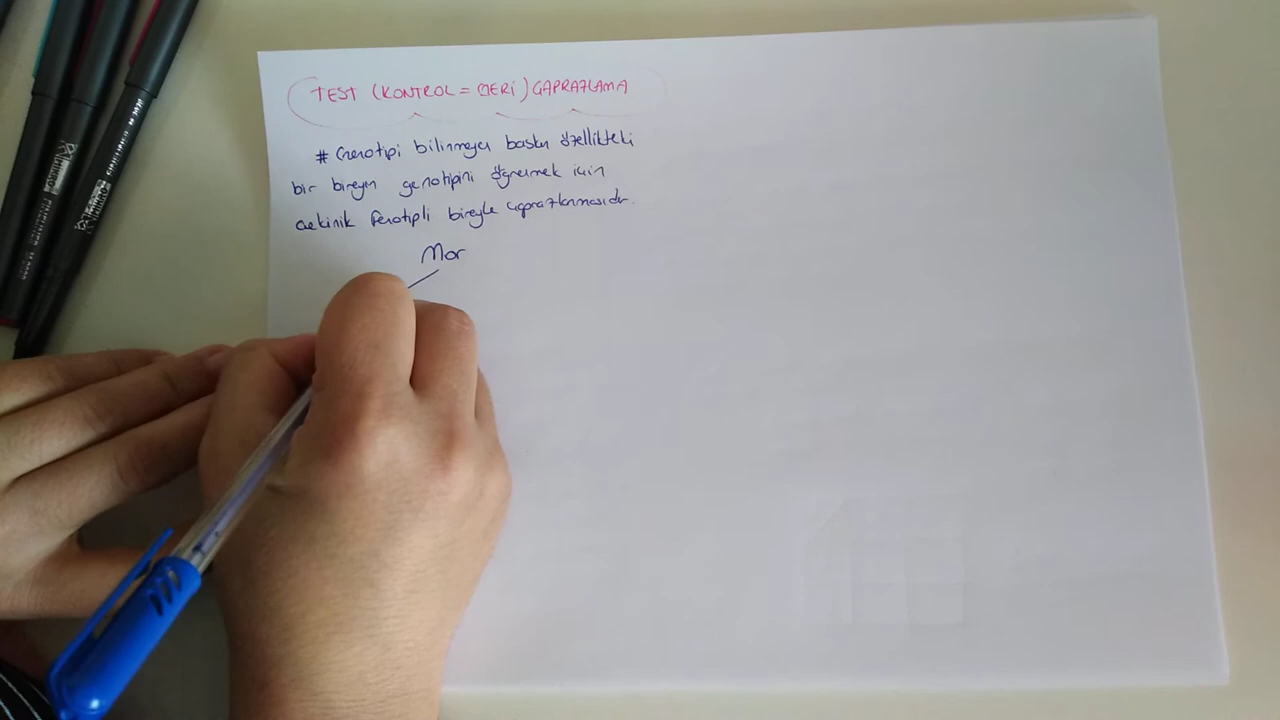 TEST (KONTROL = GERİ) ÇAPRAZLAMA
# Genotipi bilinmeyen baskın özellikteki
bir bireyin genotipini öğrenmek için
çekinik fenotipli bireyle çaprazlanmasıdır.
Mor